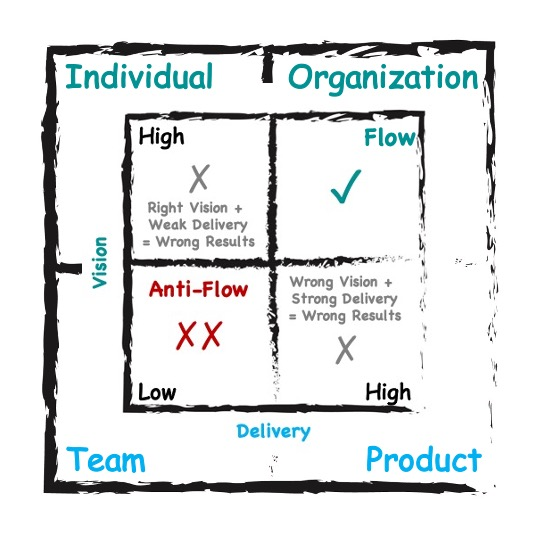 Individual
Organization
High
Flow
X
✓
Right Vision +
Weak Delivery
= Wrong Results
Vision
Anti-Flow
XX
Wrong Vision +
Strong Delivery
= Wrong Results
X
Low
High
Delivery
Team
Product